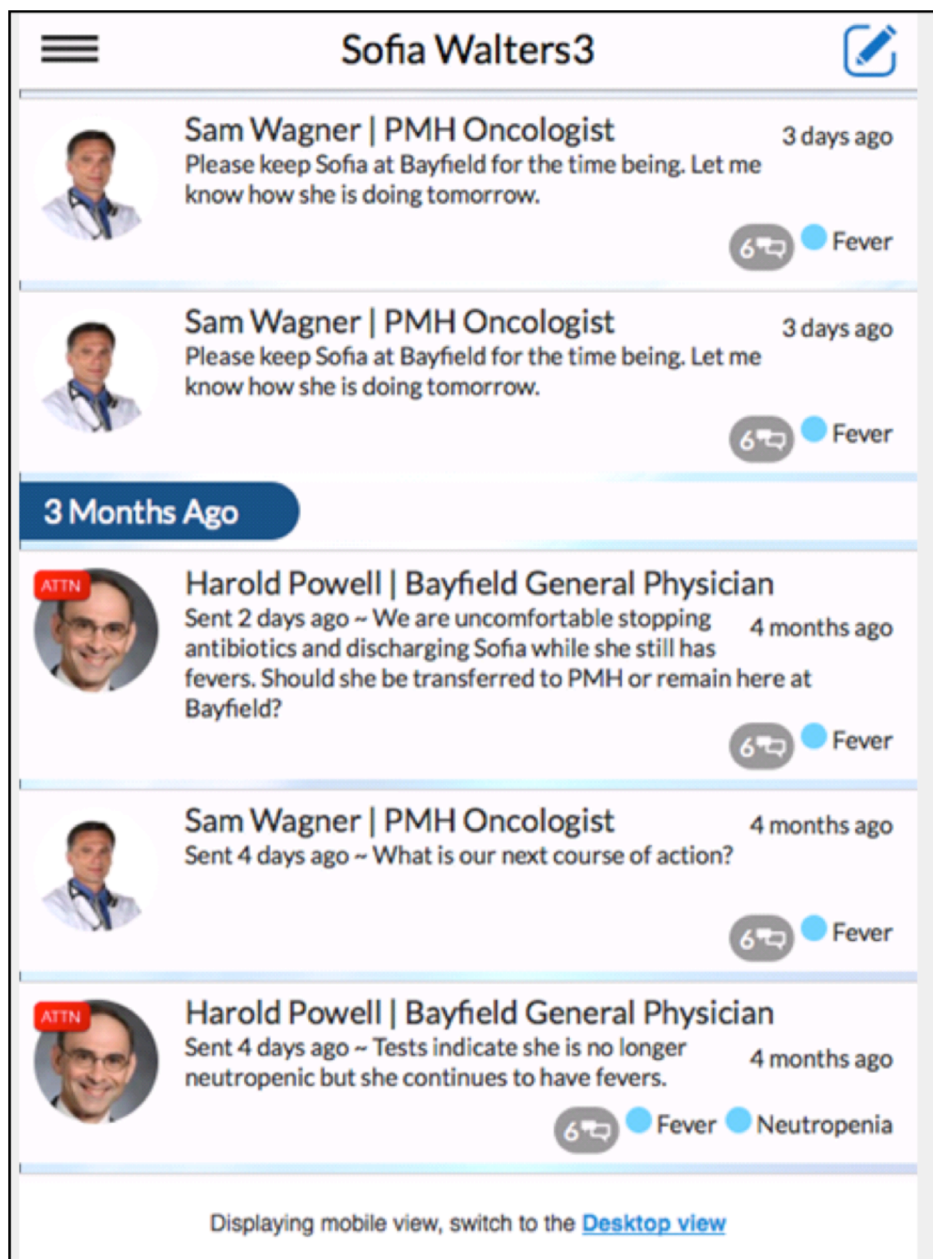 Sofia Walters3
Sam Wagner | PMH Oncologist
3 days ago
Please keep Sofia at Bayfield for the time being. Let me
know how she is doing tomorrow.
6 Fever
Sam Wagner | PMH Oncologist
3 days ago
Please keep Sofia at Bayfield for the time being. Let me
know how she is doing tomorrow.
6 Fever
3 Months Ago
ATTN
Harold Powell | Bayfield General Physician
Sent 2 days ago ~ We are uncomfortable stopping
4 months ago
antibiotics and discharging Sofia while she still has
fevers. Should she be transferred to PMH or remain here at
Bayfield?
6 Fever
Sam Wagner | PMH Oncologist
4 months ago
Sent 4 days ago ~ What is our next course of action?
6 Fever
ATTN
Harold Powell | Bayfield General Physician
Sent 4 days ago ~ Tests indicate she is no longer
4 months ago
neutropenic but she continues to have fevers.
6 Fever Neutropenia
Displaying mobile view, switch to the Desktop view